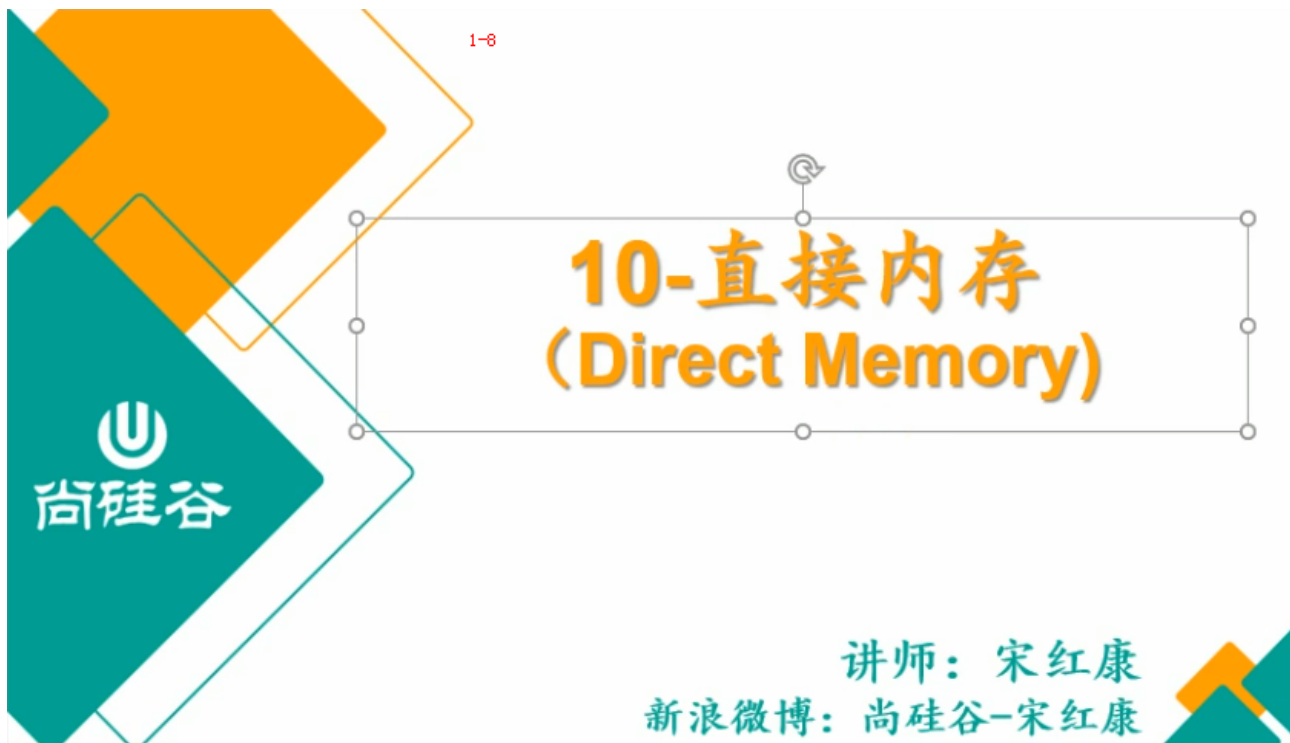 1-8
10-直接内存
（Direct Memory)
尚硅谷
讲师：宋红康
新浪微博：尚硅谷-宋红康